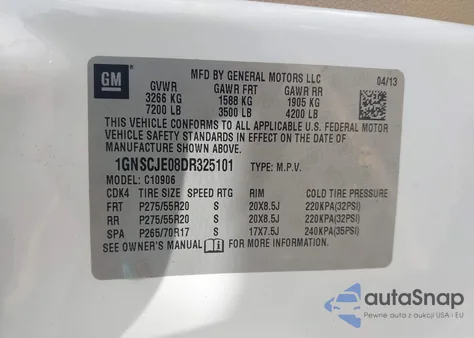 GM
MFD BY GENERAL MOTORS LLC
04/13
GVWR GAWR FRT GAWR RR
3266 KG 1588 KG 1905 KG
7200 LB 3500 LB 4200 LB
THIS VEHICLE CONFORMS TO ALL APPLICABLE U.S. FEDERAL MOTOR
VEHICLE SAFETY STANDARDS IN EFFECT ON THE DATE OF
MANUFACTURE SHOWN ABOVE.
1GNSCJE08DR325101 TYPE: M.P.V.
MODEL: C10906
CDK4 TIRE SIZE SPEED RTG RIM COLD TIRE PRESSURE
FRT P275/55R20 S 20X8.5J 220KPA(32PSI)
RR P275/55R20 S 20X8.5J 220KPA(32PSI)
SPA P265/70R17 S 17X7.5J 240KPA(35PSI)
SEE OWNER'S MANUAL FOR MORE INFORMATION.
autoSnap
Pewne auta z USA i EU